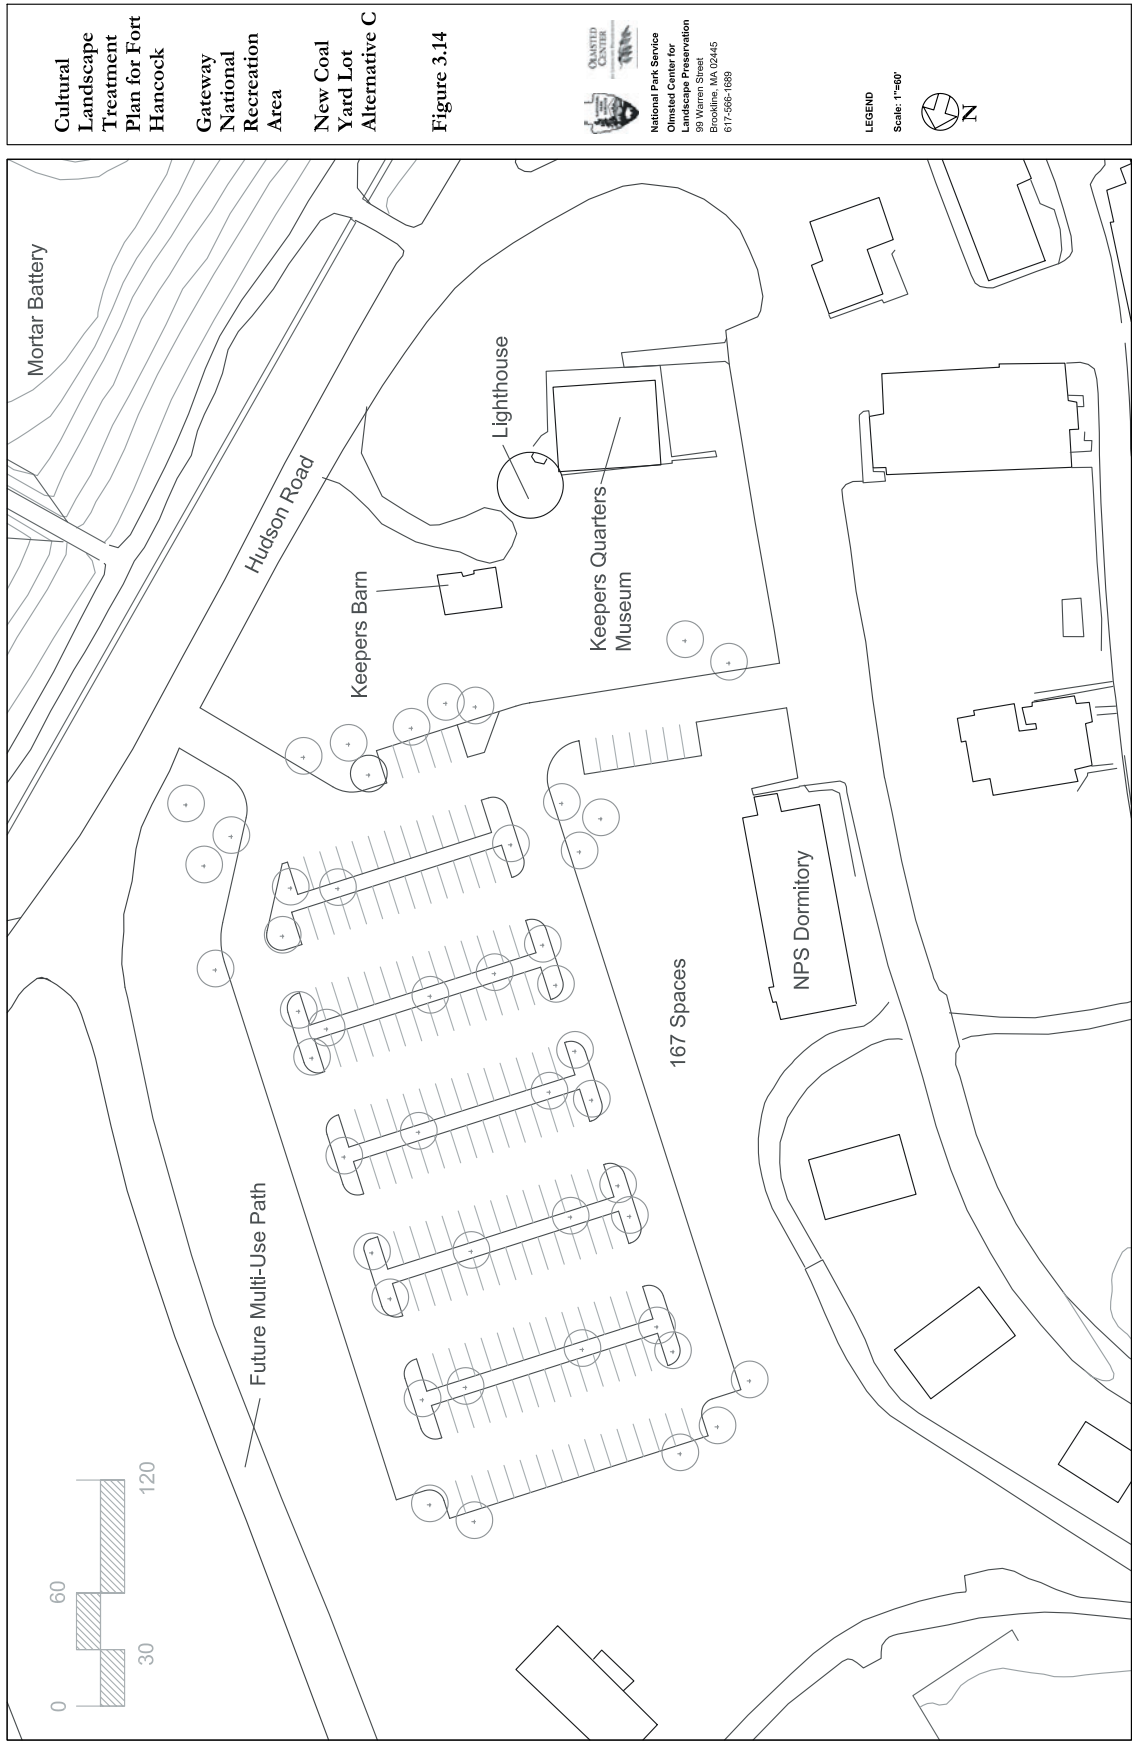 Cultural
Landscape
Treatment
Plan for Fort
Hancock
Gateway
National
Recreation
Area
New Coal
Yard Lot
Alternative C
Figure 3.14
OLMSTED
CENTER
National Park Service
Olmsted Center for
Landscape Preservation
99 Warren Street
Brookline, MA 02445
617-566-1689
LEGEND
Scale: 1"=60'
N
Mortar Battery
Hudson Road
Lighthouse
Keepers Barn
Keepers Quarters
Museum
NPS Dormitory
167 Spaces
Future Multi-Use Path
0
30
60
120